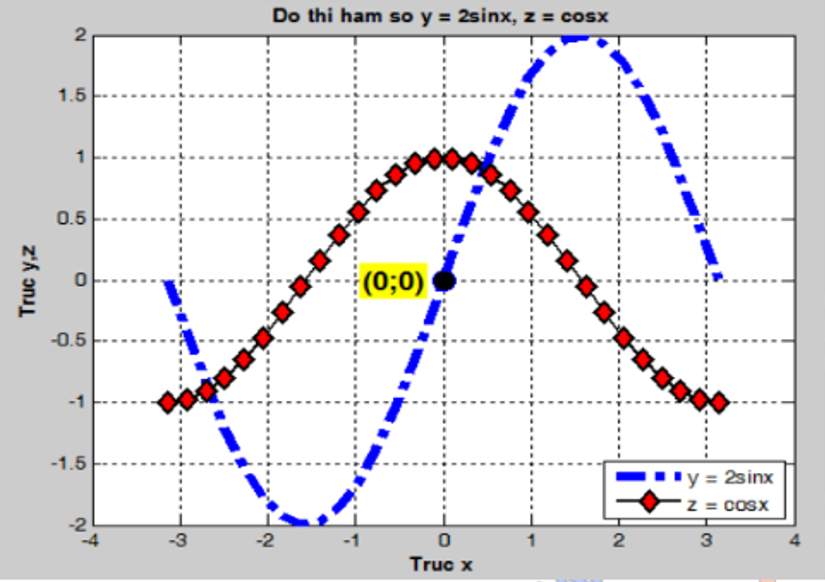 Do thi ham so y = 2sinx, z = cosx
2
1.5
1
0.5
0
-0.5
-1
-1.5
-2
Truc y,z
(0;0)
y = 2sinx
z = cosx
-4 -3 -2 -1 0 1 2 3 4
Truc x